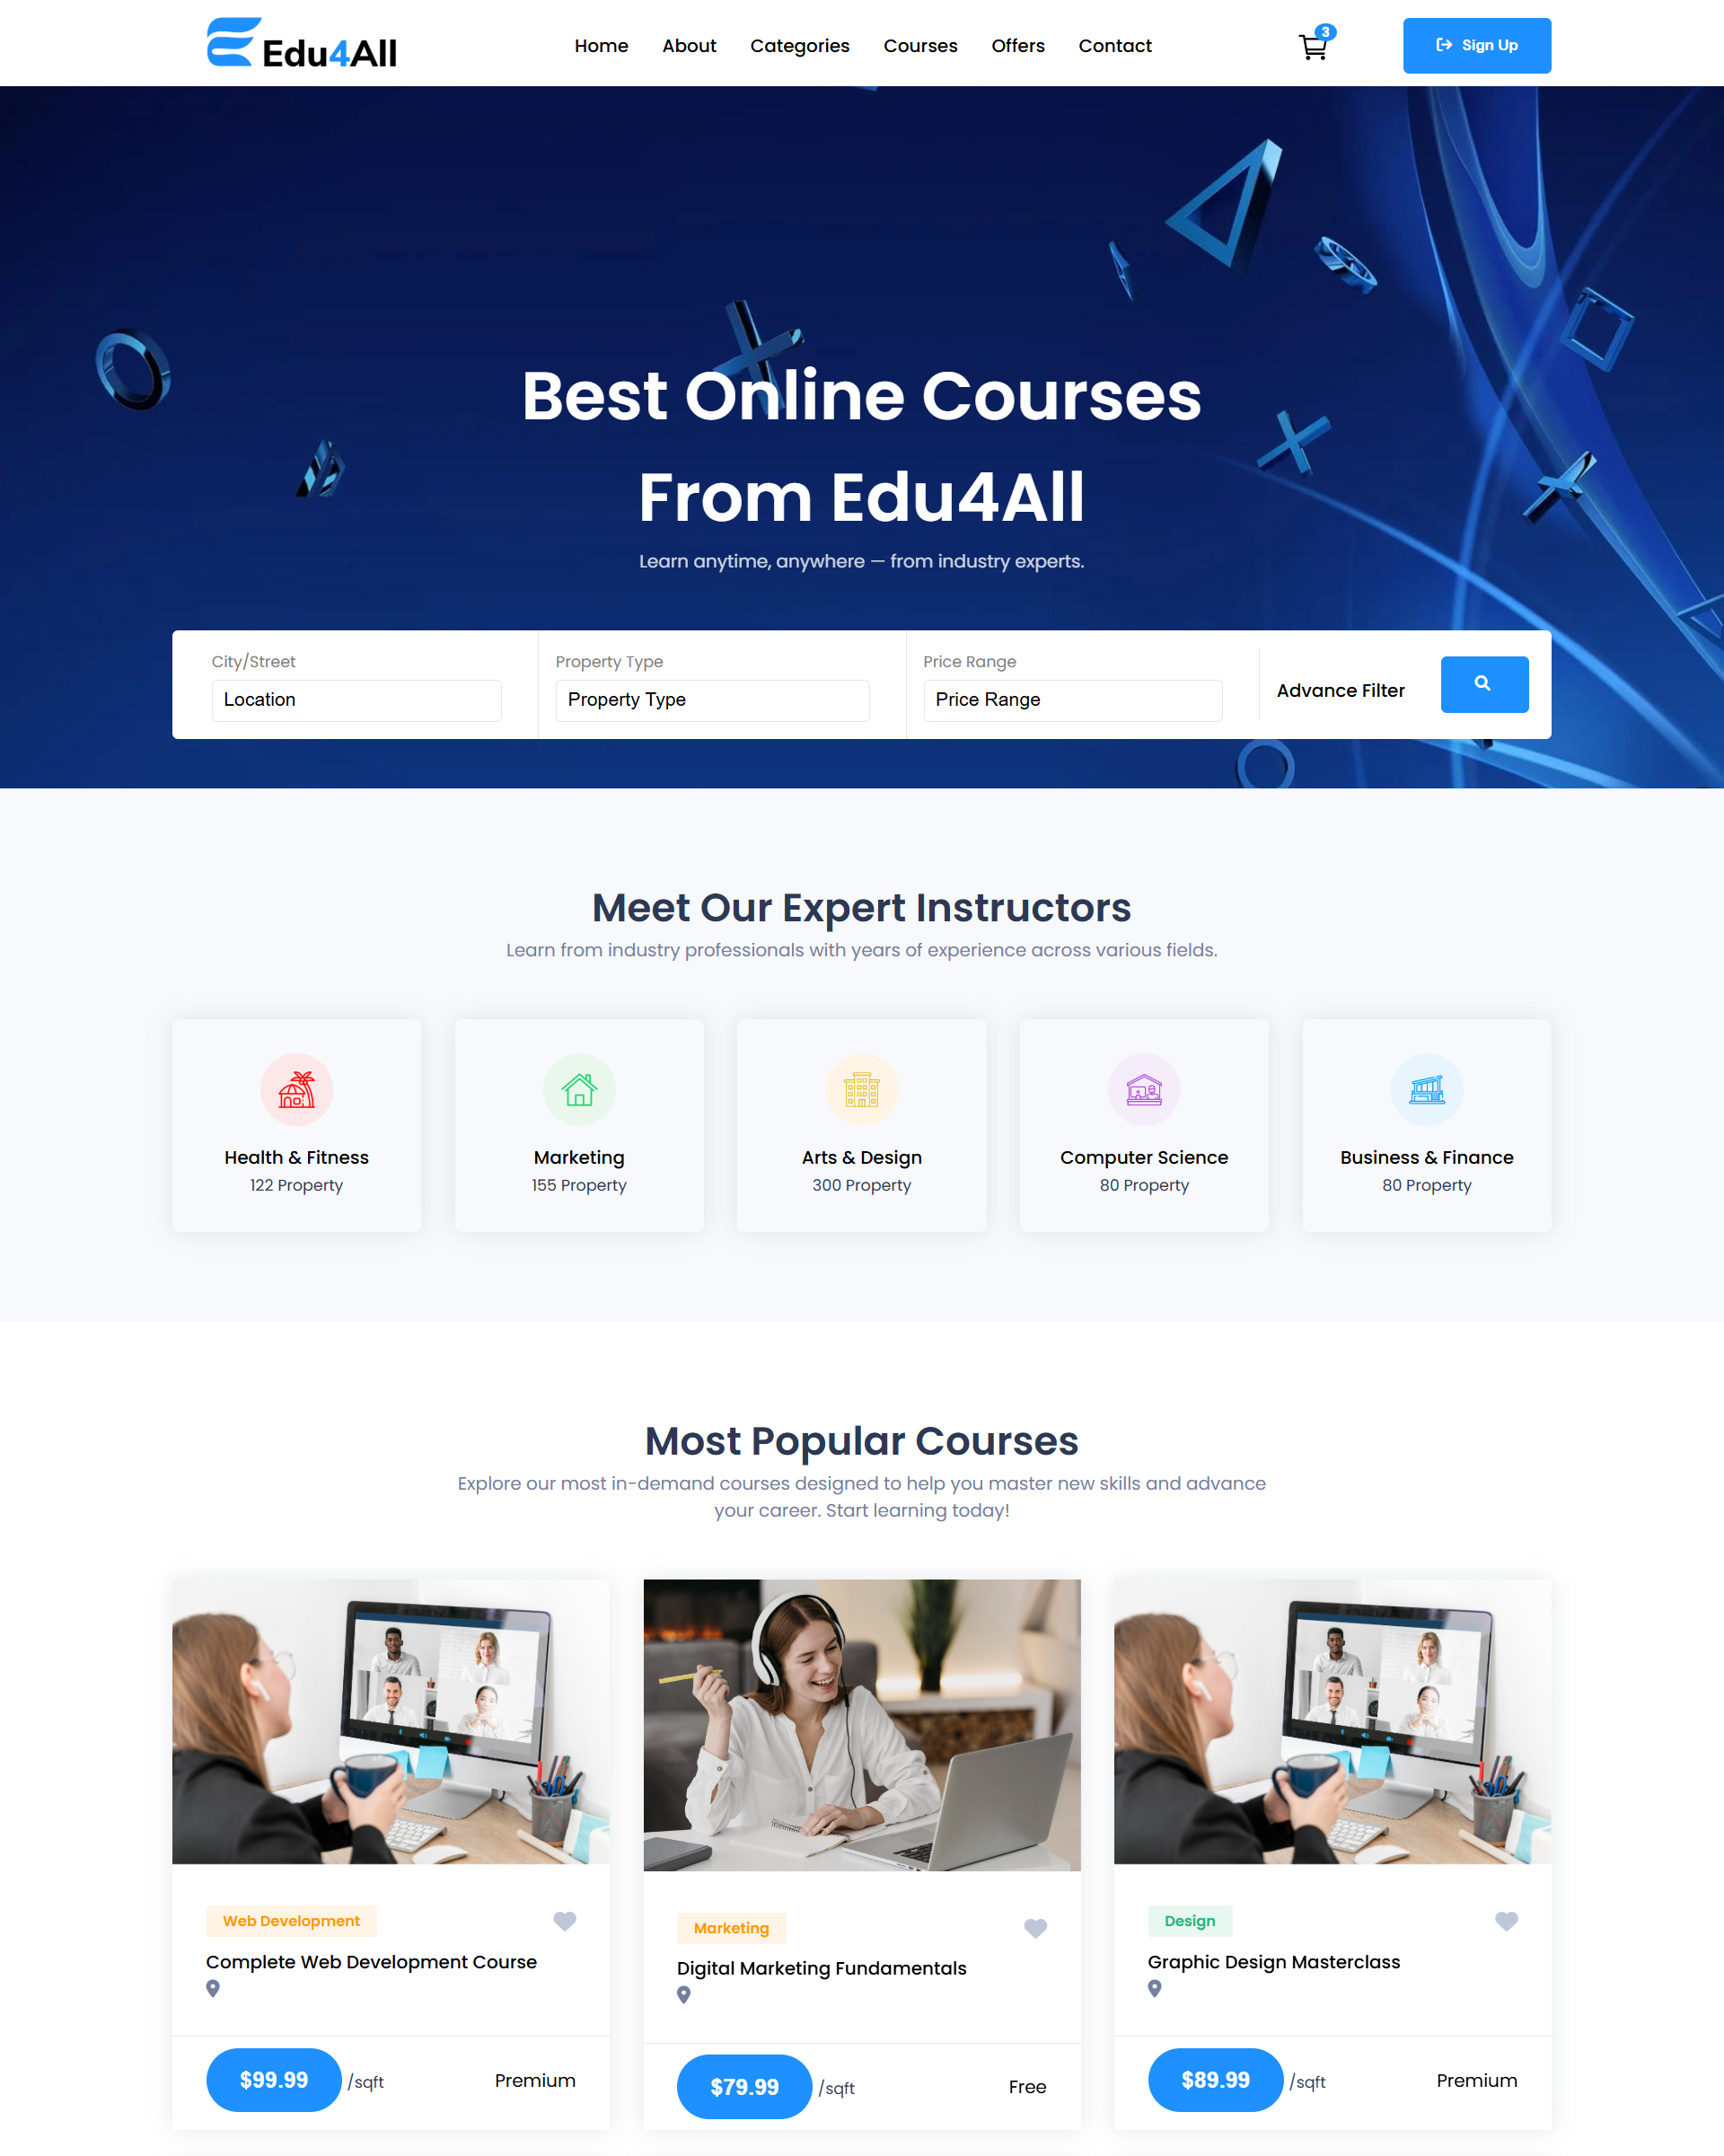 Edu4All
Home About Categories Courses Offers Contact
3
Sign Up
Best Online Courses
From Edu4All
Learn anytime, anywhere — from industry experts.
City/Street
Location
Property Type
Property Type
Price Range
Price Range
Advance Filter
Meet Our Expert Instructors
Learn from industry professionals with years of experience across various fields.
Health & Fitness
122 Property
Marketing
155 Property
Arts & Design
300 Property
Computer Science
80 Property
Business & Finance
80 Property
Most Popular Courses
Explore our most in-demand courses designed to help you master new skills and advance
your career. Start learning today!
Web Development
Complete Web Development Course
$99.99 /sqft Premium
Marketing
Digital Marketing Fundamentals
$79.99 /sqft Free
Design
Graphic Design Masterclass
$89.99 /sqft Premium